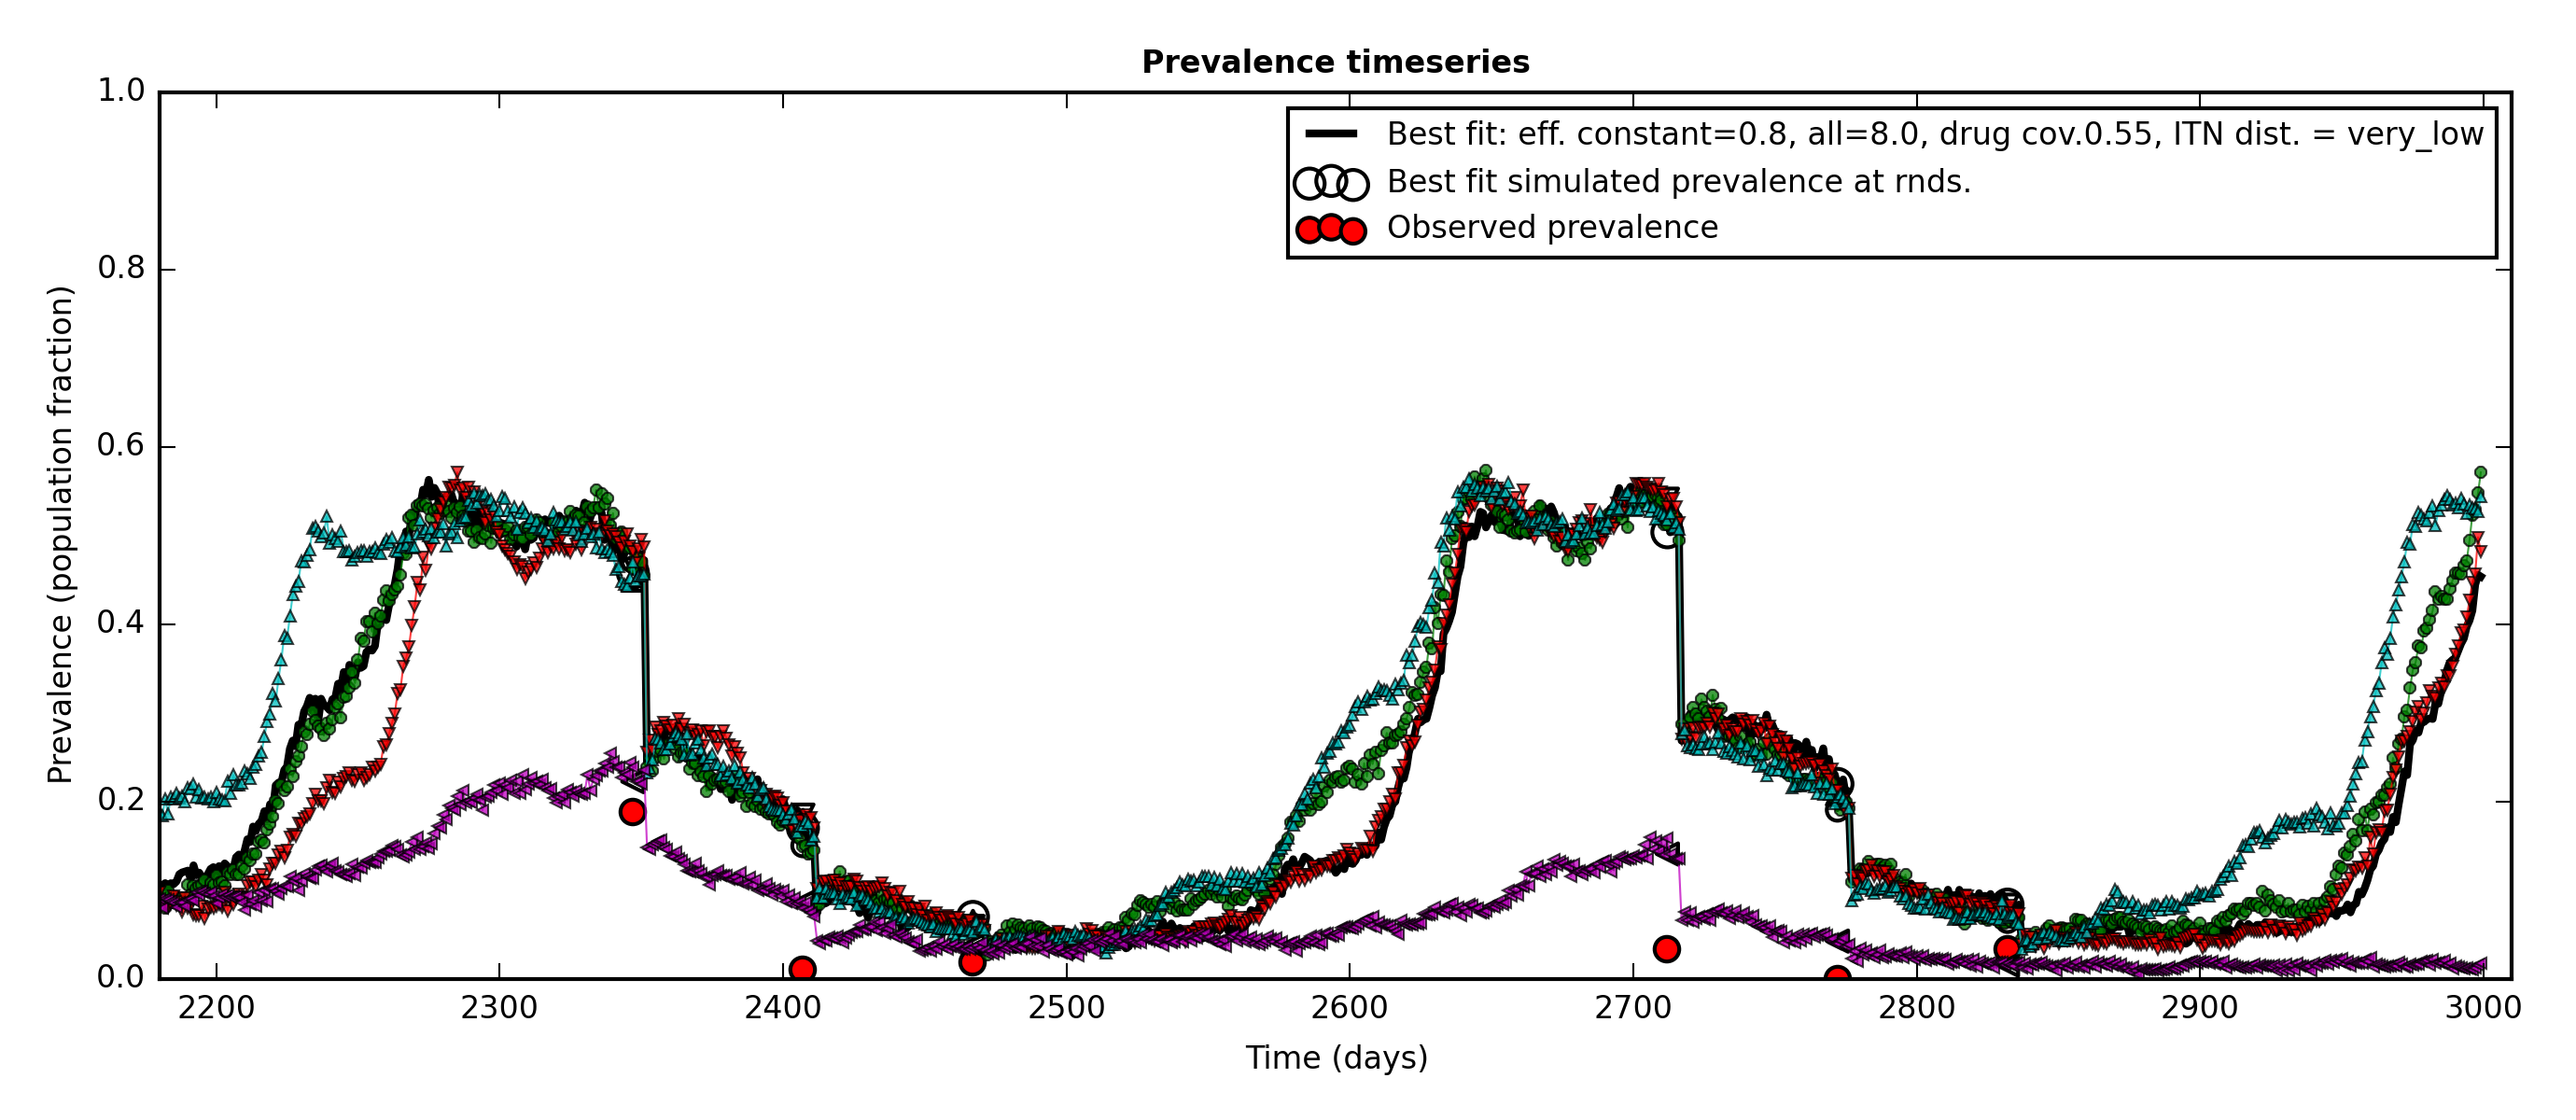 Prevalence timeseries
Best fit: eff. constant=0.8, all=8.0, drug cov.0.55, ITN dist. = very_low
Best fit simulated prevalence at rnds.
Observed prevalence
Prevalence (population fraction)
1.0
0.8
0.6
0.4
0.2
0.0
2200 2300 2400 2500 2600 2700 2800 2900 3000
Time (days)